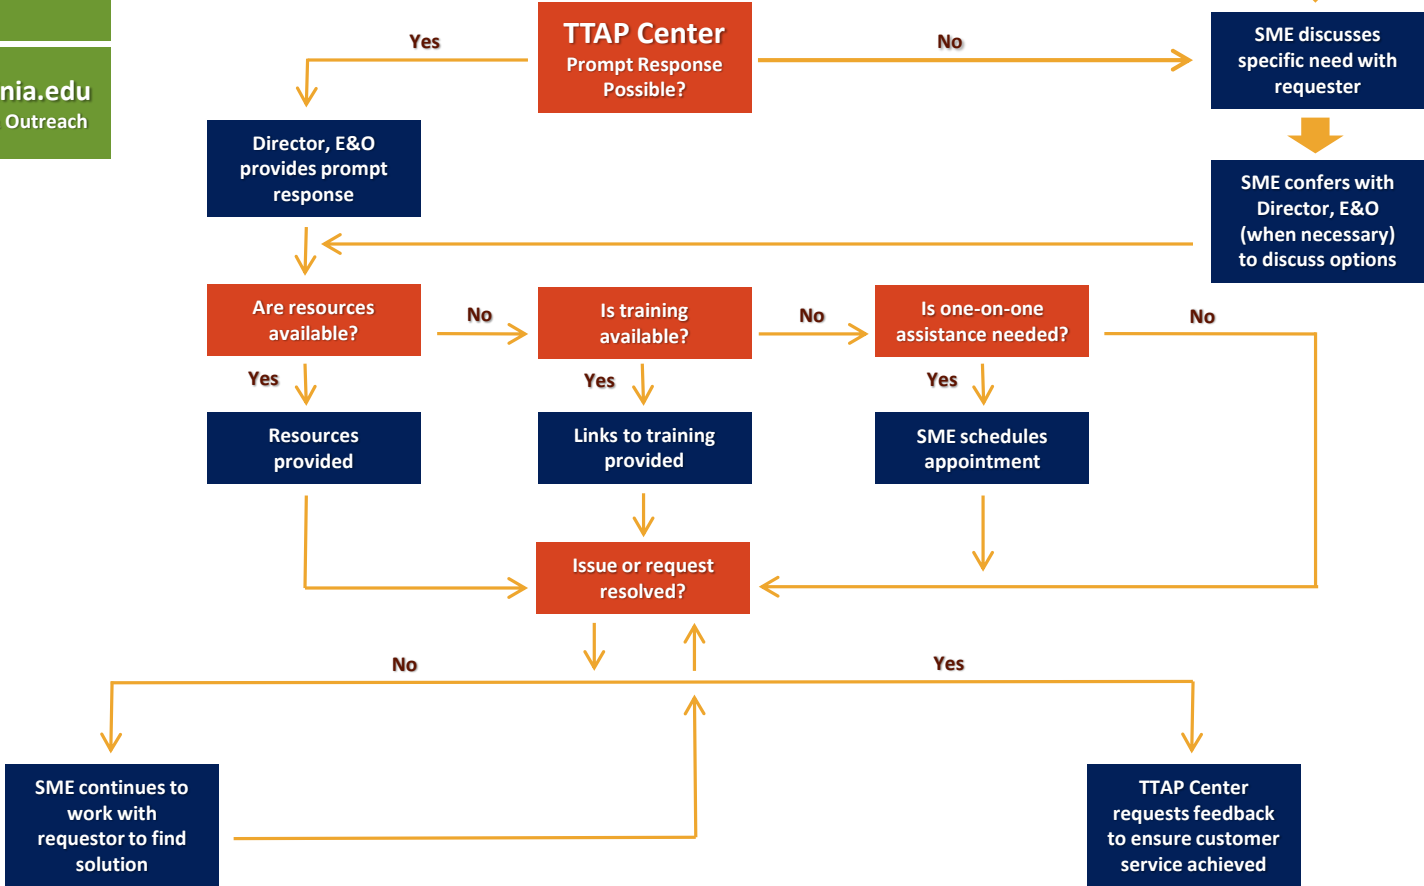 nia.edu
Outreach
Yes
TTAP Center
Prompt Response
Possible?
No
SME discusses
specific need with
requester
Director, E&O
provides prompt
response
SME confers with
Director, E&O
(when necessary)
to discuss options
Are resources
available?
No
Is training
available?
No
Is one-on-one
assistance needed?
No
Yes
Yes
Yes
Resources
provided
Links to training
provided
SME schedules
appointment
Issue or request
resolved?
No
Yes
SME continues to
work with
requestor to find
solution
TTAP Center
requests feedback
to ensure customer
service achieved